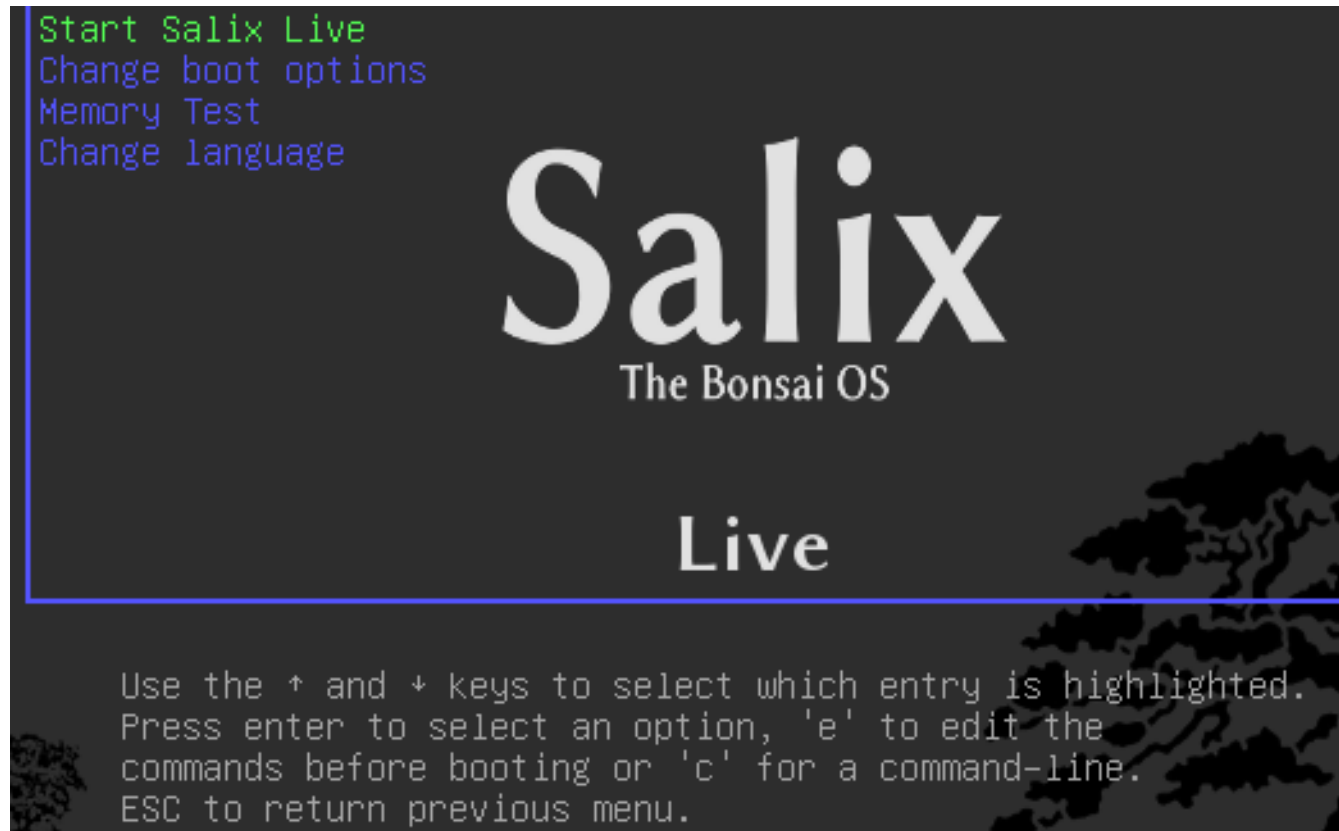 Start Salix Live
Change boot options
Memory Test
Change language
Salix
The Bonsai OS
Live
Use the ↑ and ↓ keys to select which entry is highlighted.
Press enter to select an option, 'e' to edit the
commands before booting or 'c' for a command-line.
ESC to return previous menu.